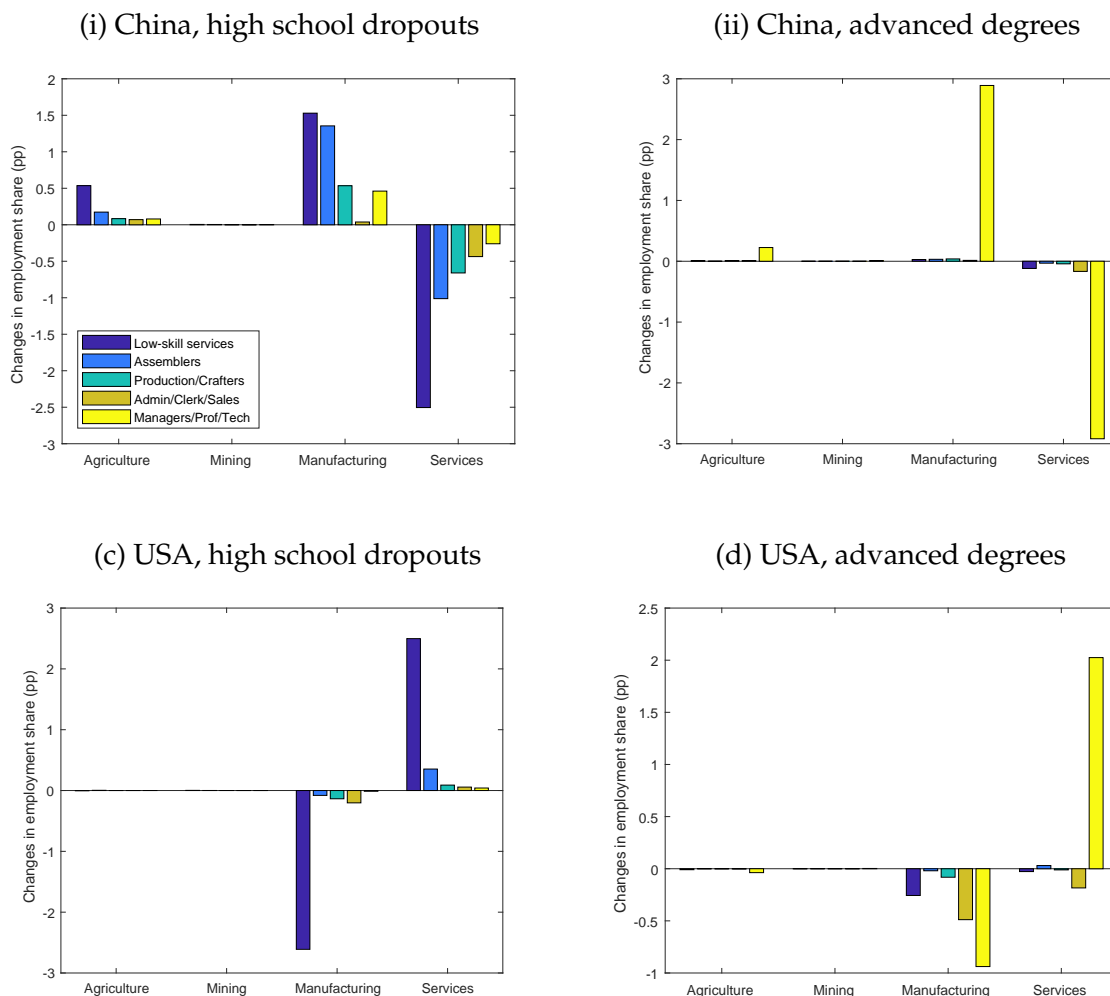 (i) China, high school dropouts
(ii) China, advanced degrees
Changes in employment share (pp)
2
1.5
1
0.5
0
-0.5
-1
-1.5
-2
-2.5
-3
Low-skill services
Assemblers
Production/Crafters
Admin/Clerk/Sales
Managers/Prof/Tech
Agriculture Mining Manufacturing Services
Changes in employment share (pp)
3
2
1
0
-1
-2
-3
Agriculture Mining Manufacturing Services
(c) USA, high school dropouts
(d) USA, advanced degrees
Changes in employment share (pp)
3
2
1
0
-1
-2
-3
Agriculture Mining Manufacturing Services
Changes in employment share (pp)
2.5
2
1.5
1
0.5
0
-0.5
-1
Agriculture Mining Manufacturing Services